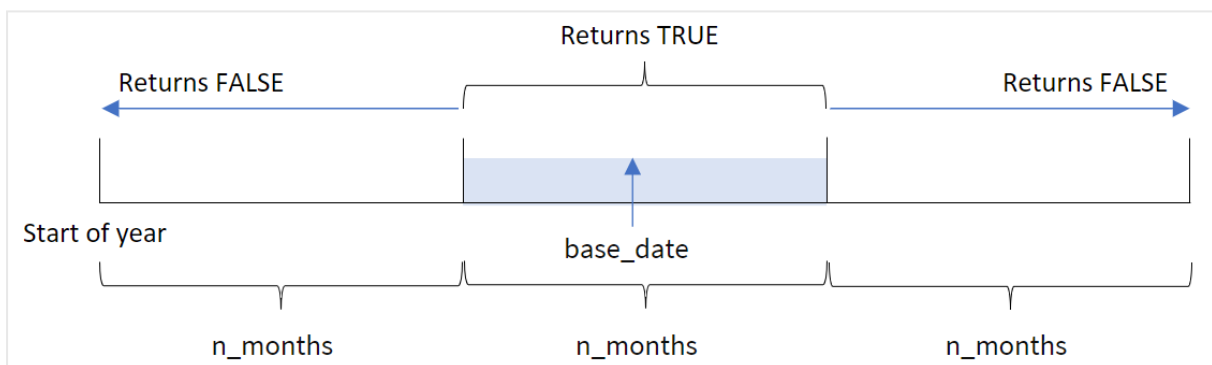 Returns TRUE
Returns FALSE
Returns FALSE
Start of year
base_date
n_months
n_months
n_months